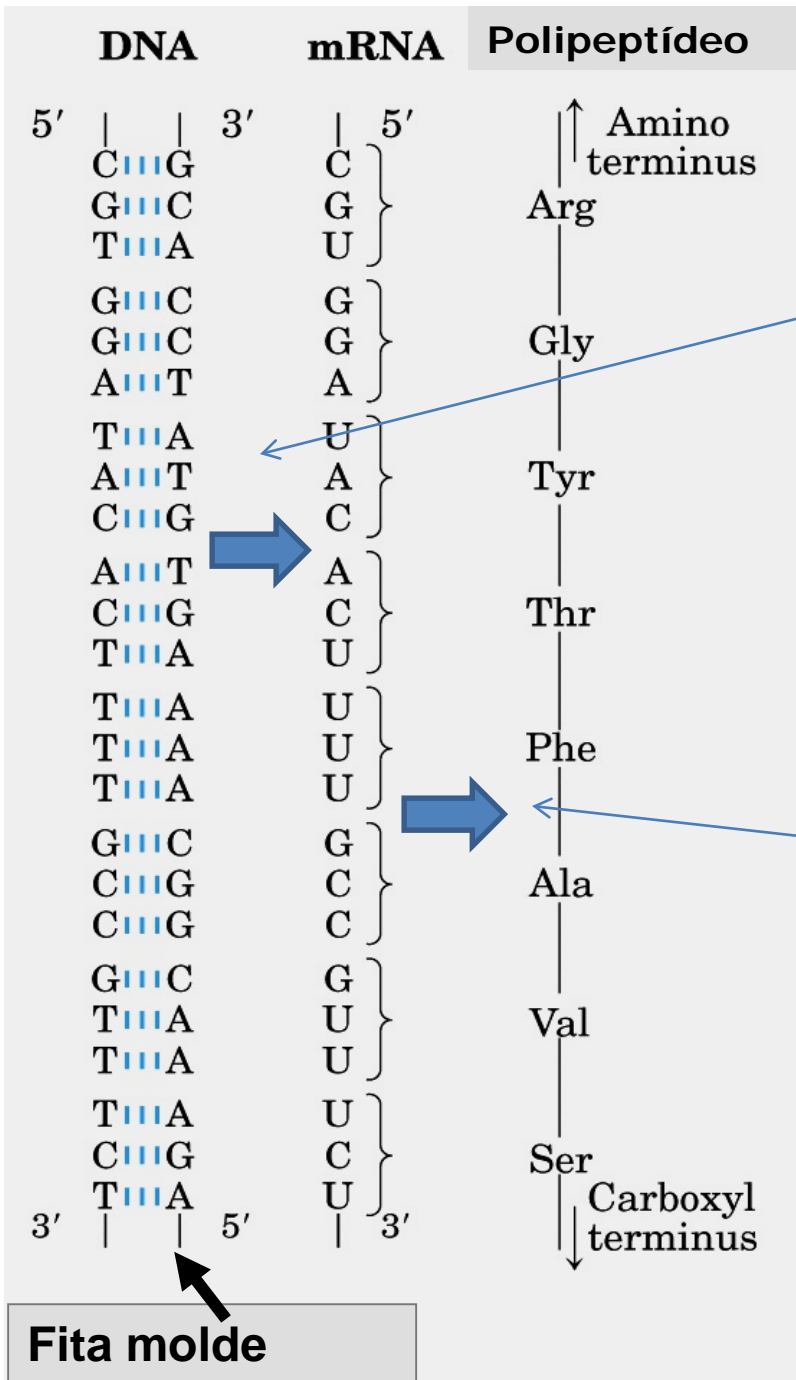 DNA mRNA Polipeptídeo
5′ 3′ 5′ Amino
C G C terminus
G C G Arg
T A U
G C G
G C G Gly
A T A
T A U
A T A Tyr
C G C
A T A
C G C Thr
T A U
T A U
T A U Phe
T A U
G C G
C G C Ala
C G C
G C G
T A U Val
T A U
T A U
C G C Ser
T A U Carboxyl
3′ 5′ 3′ terminus
Fita molde